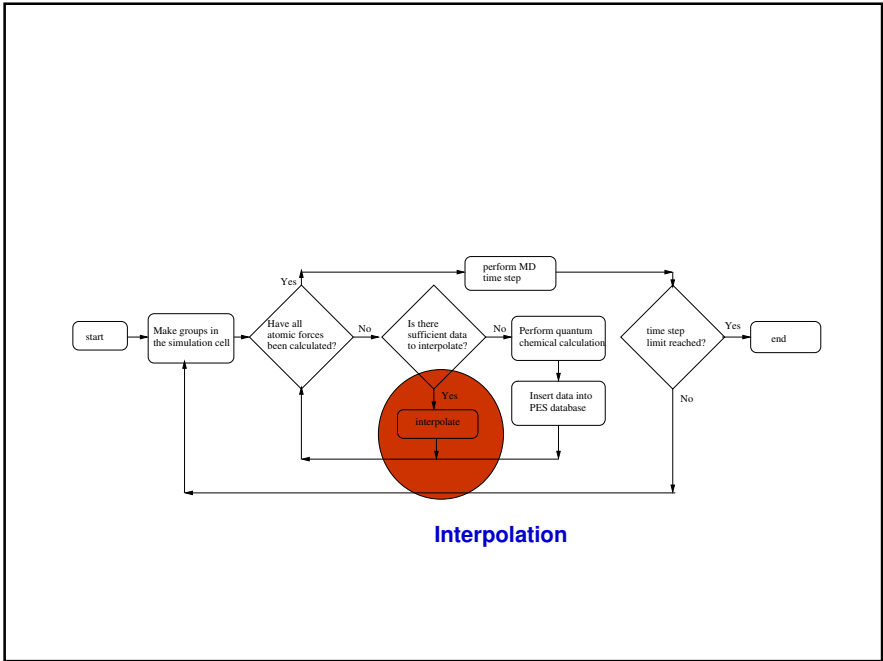 perform MD
time step
Yes
start
Make groups in
the simulation cell
Have all
atomic forces
been calculated?
No
Is there
sufficient data
to interpolate?
No
Perform quantum
chemical calculation
time step
limit reached?
Yes
end
Yes
interpolate
Insert data into
PES database
No
Interpolation